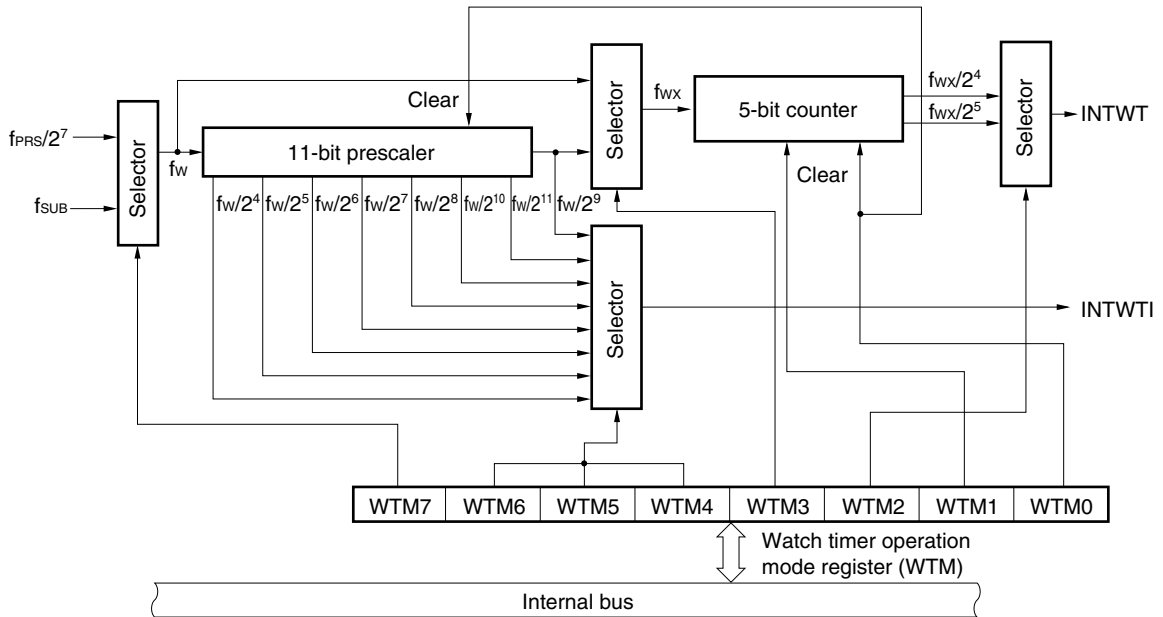 Selector
fPRS/2⁷
fSUB
fW
Clear
11-bit prescaler
fW/2⁴ fW/2⁵ fW/2⁶ fW/2⁷ fW/2⁸ fW/2¹⁰ fW/2¹¹ fW/2⁹
Selector
fWX
5-bit counter
Clear
fWX/2⁴
fWX/2⁵
Selector
INTWT
Selector
INTWTI
WTM7 WTM6 WTM5 WTM4 WTM3 WTM2 WTM1 WTM0
Watch timer operation
mode register (WTM)
Internal bus